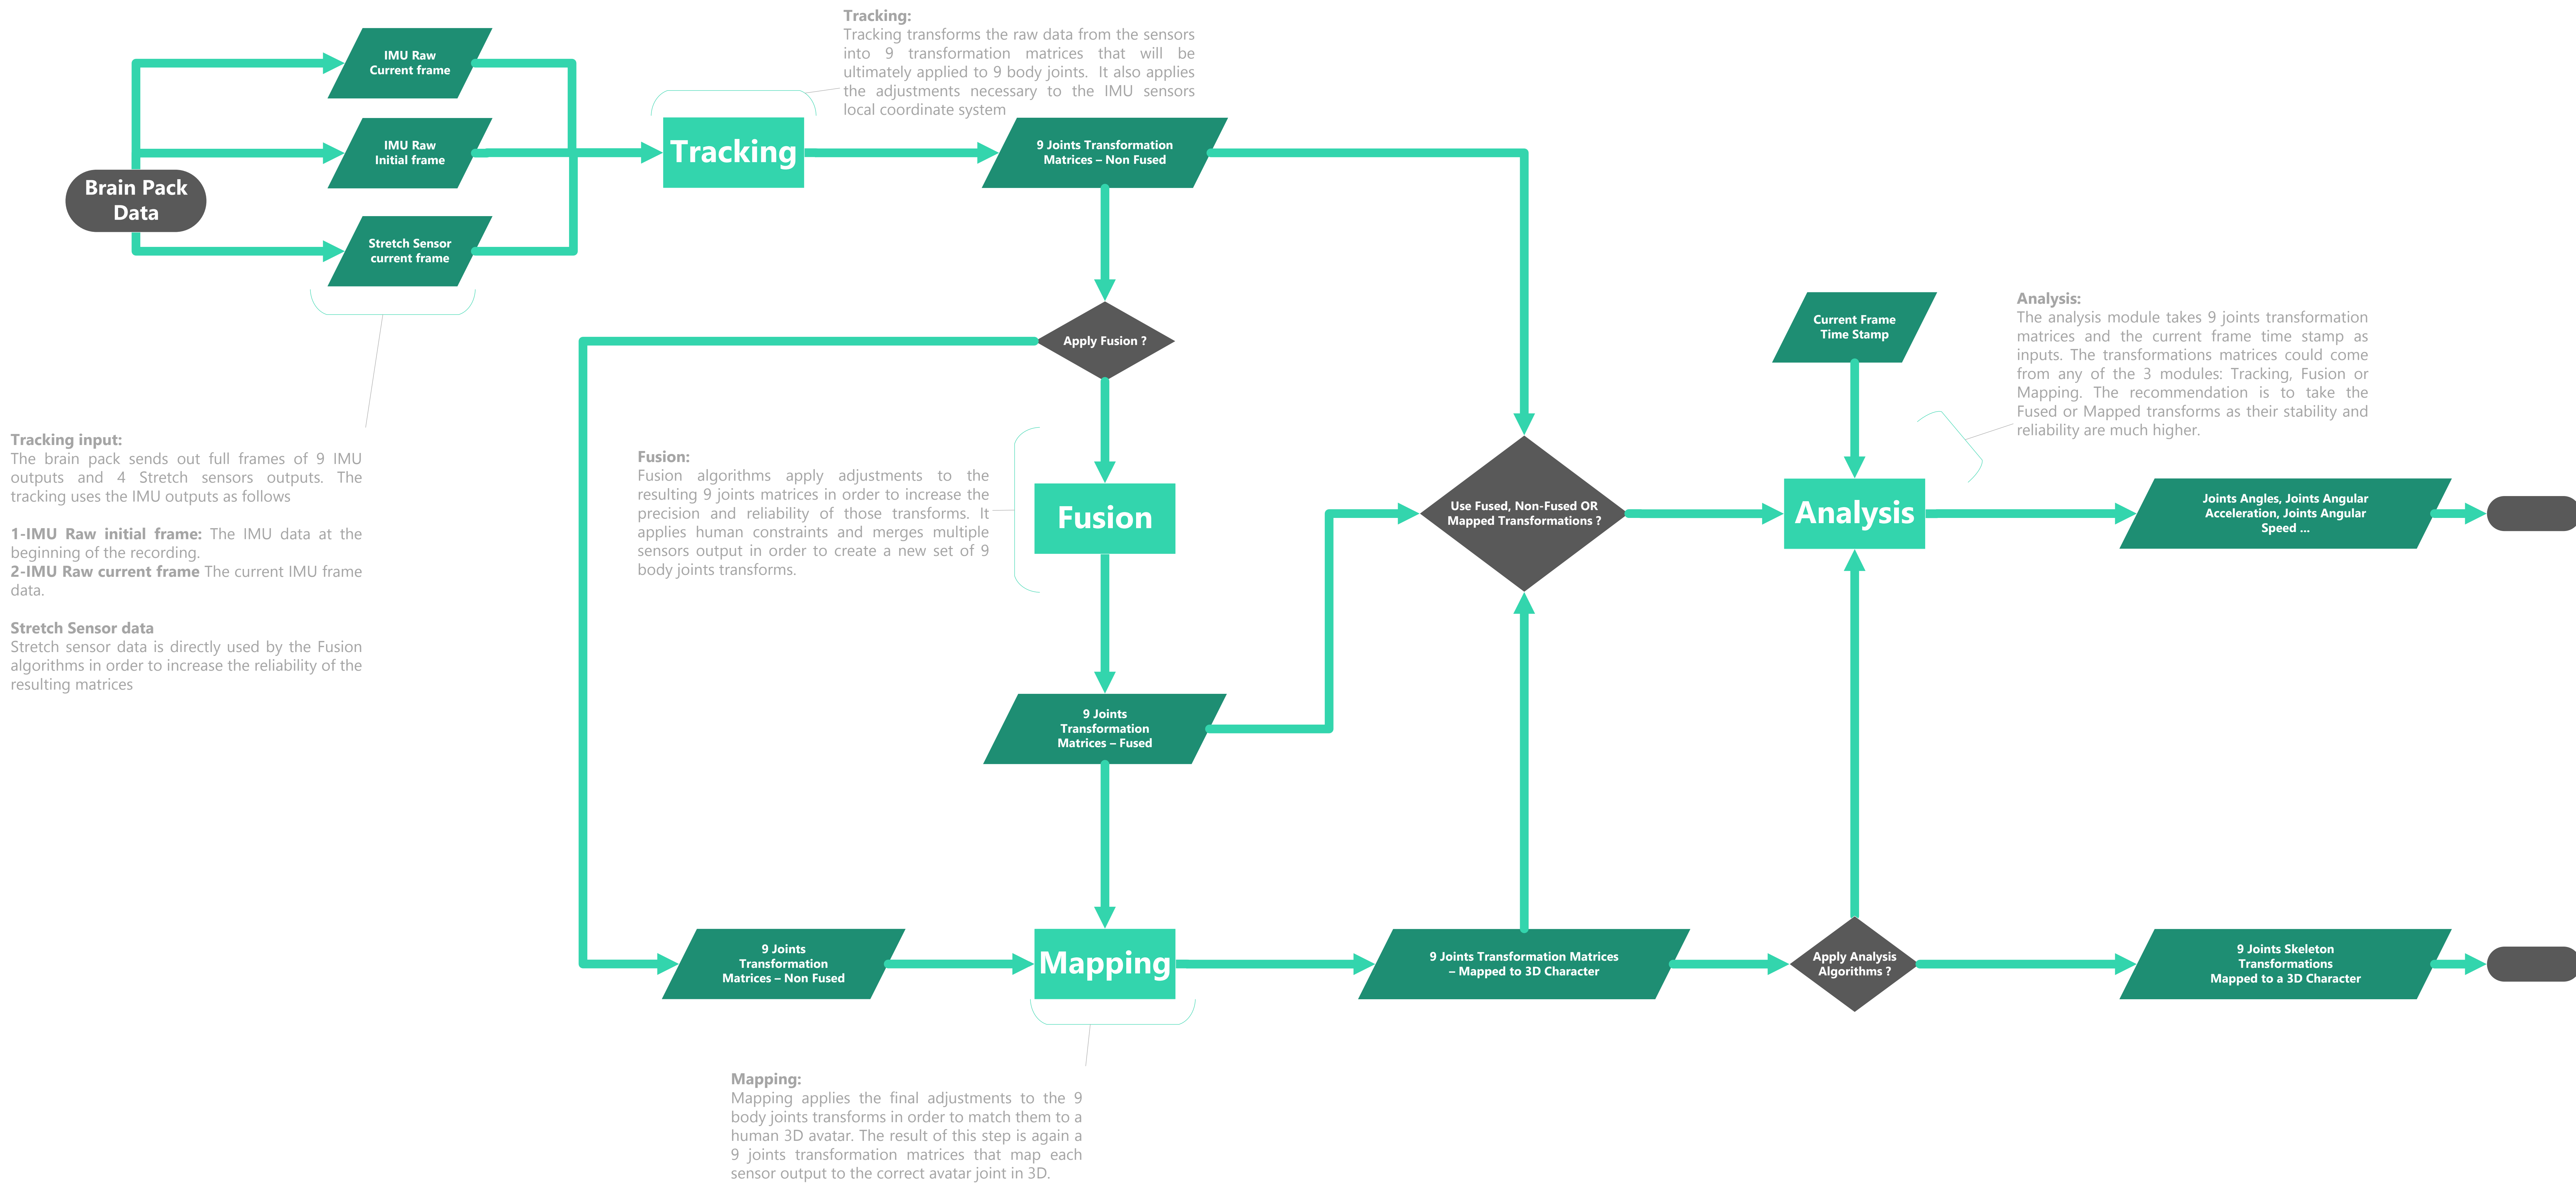 Tracking:
Tracking transforms the raw data from the sensors
into 9 transformation matrices that will be
ultimately applied to 9 body joints. It also applies
the adjustments necessary to the IMU sensors
local coordinate system
IMU Raw
Current frame
IMU Raw
Initial frame
Tracking
9 Joints Transformation
Matrices – Non Fused
Brain Pack
Data
Stretch Sensor
current frame
Apply Fusion ?
Current Frame
Time Stamp
Analysis:
The analysis module takes 9 joints transformation
matrices and the current frame time stamp as
inputs. The transformations matrices could come
from any of the 3 modules: Tracking, Fusion or
Mapping. The recommendation is to take the
Fused or Mapped transforms as their stability and
reliability are much higher.
Tracking input:
The brain pack sends out full frames of 9 IMU
outputs and 4 Stretch sensors outputs. The
tracking uses the IMU outputs as follows
1-IMU Raw initial frame: The IMU data at the
beginning of the recording.
2-IMU Raw current frame The current IMU frame
data.
Stretch Sensor data
Stretch sensor data is directly used by the Fusion
algorithms in order to increase the reliability of the
resulting matrices
Fusion:
Fusion algorithms apply adjustments to the
resulting 9 joints matrices in order to increase the
precision and reliability of those transforms. It
applies human constraints and merges multiple
sensors output in order to create a new set of 9
body joints transforms.
Fusion
Use Fused, Non-Fused OR
Mapped Transformations ?
Analysis
Joints Angles, Joints Angular
Acceleration, Joints Angular
Speed ...
9 Joints
Transformation
Matrices – Fused
9 Joints
Transformation
Matrices – Non Fused
Mapping
9 Joints Transformation Matrices
– Mapped to 3D Character
Apply Analysis
Algorithms ?
9 Joints Skeleton
Transformations
Mapped to a 3D Character
Mapping:
Mapping applies the final adjustments to the 9
body joints transforms in order to match them to a
human 3D avatar. The result of this step is again a
9 joints transformation matrices that map each
sensor output to the correct avatar joint in 3D.